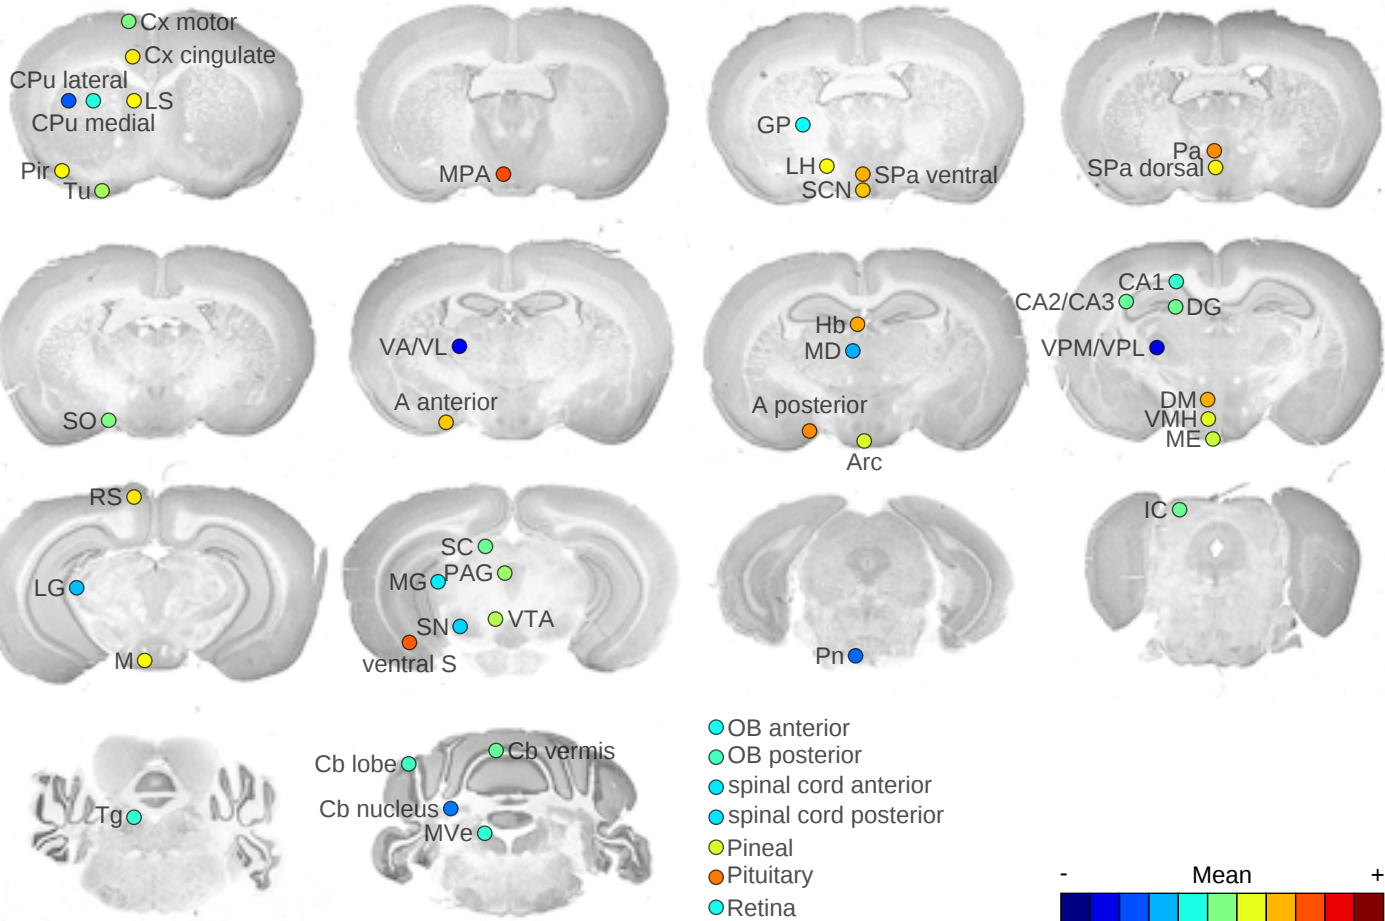 Cx motor
Cx cingulate
CPu lateral
LS
CPu medial
Pir
Tu
MPA
GP
LH
SPa ventral
SCN
Pa
SPa dorsal
SO
VA/VL
A anterior
Hb
MD
A posterior
Arc
CA1
CA2/CA3
DG
VPM/VPL
DM
VMH
ME
RS
LG
M
SC
MG
PAG
SN
VTA
ventral S
Pn
IC
Tg
Cb lobe
Cb vermis
Cb nucleus
MVe
OB anterior
OB posterior
spinal cord anterior
spinal cord posterior
Pineal
Pituitary
Retina
- Mean +